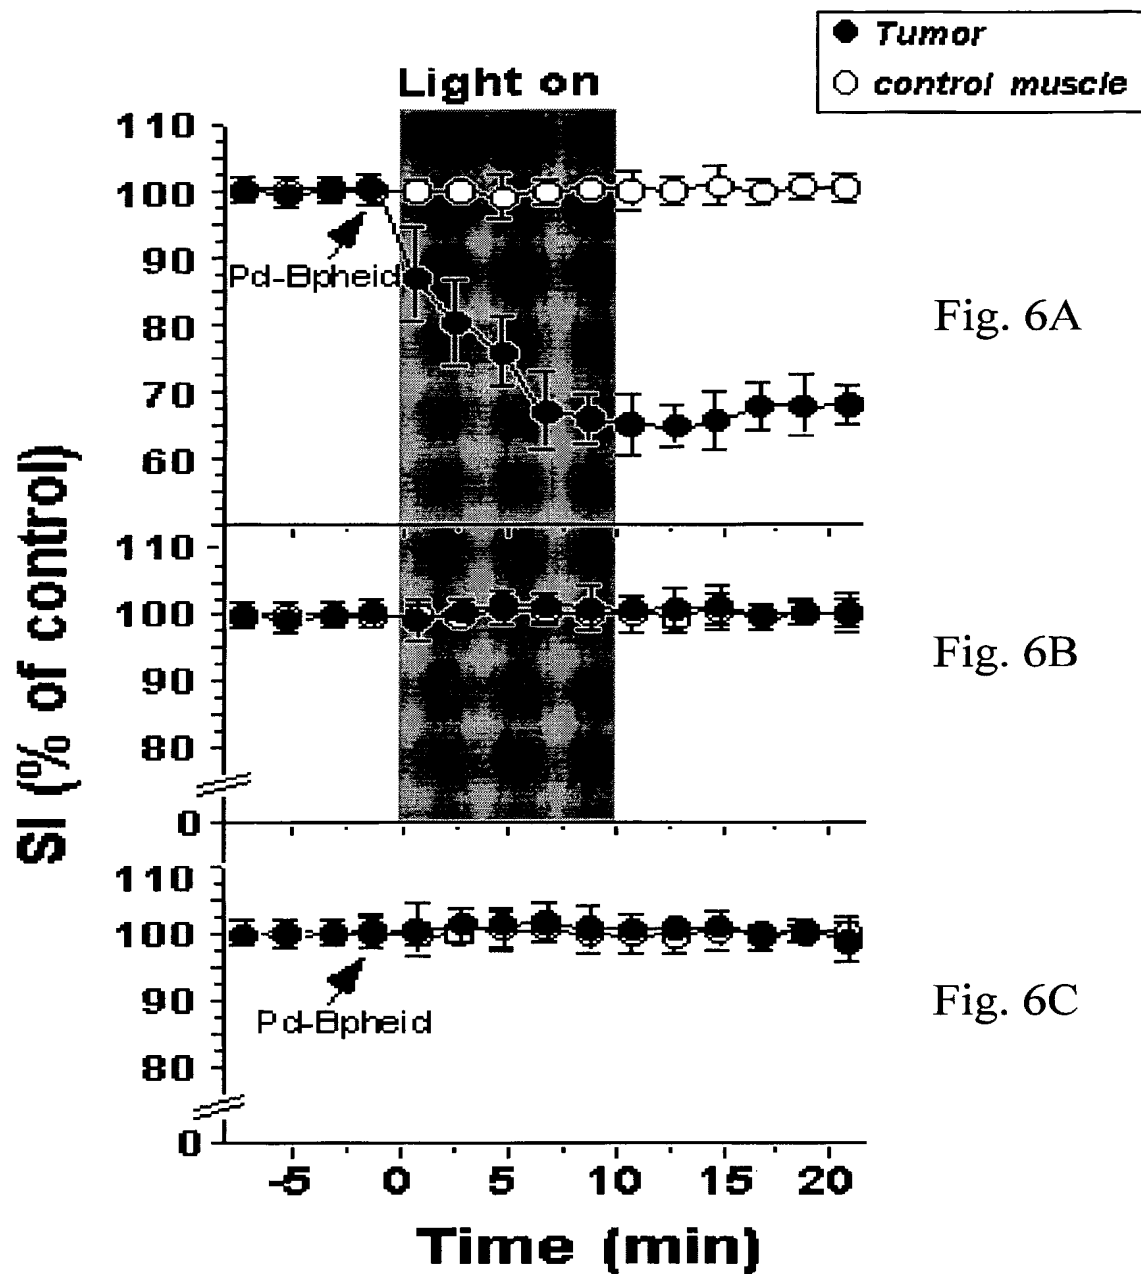 Tumor
control muscle
Light on
110
100
90
80
70
60
Pd-Bpheid
Fig. 6A
110
100
90
80
0
Fig. 6B
110
100
90
80
0
Pd-Bpheid
Fig. 6C
SI (% of control)
-5 0 5 10 15 20
Time (min)